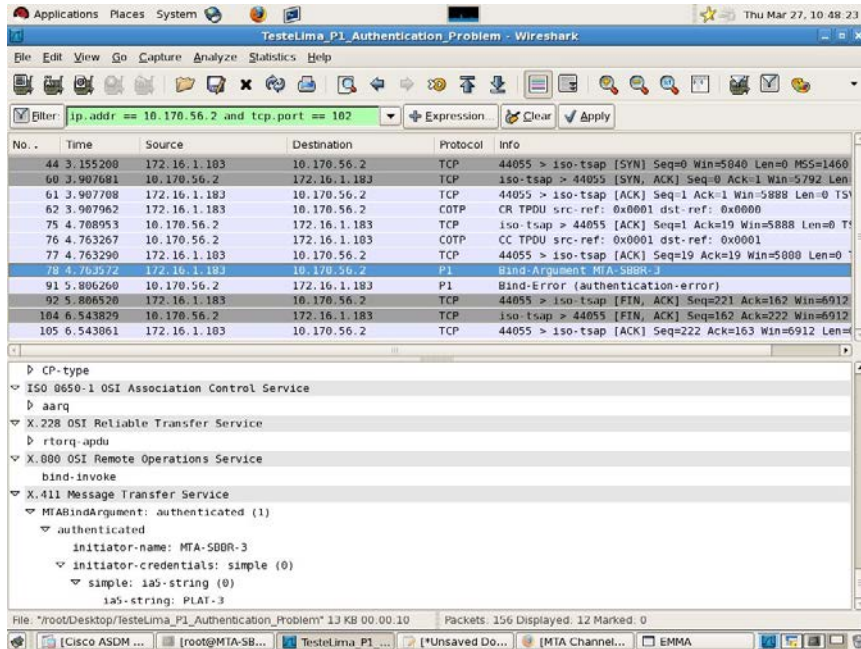 Applications Places System Thu Mar 27, 10:48:23
TesteLima_P1_Authentication_Problem - Wireshark
File Edit View Go Capture Analyze Statistics Help
Filter: ip.addr == 10.170.56.2 and tcp.port == 102 Expression... Clear Apply
No. . Time Source Destination Protocol Info
44 3.155200 172.16.1.183 10.170.56.2 TCP 44055 > iso-tsap [SYN] Seq=0 Win=5840 Len=0 MSS=1460
60 3.907681 10.170.56.2 172.16.1.183 TCP iso-tsap > 44055 [SYN, ACK] Seq=0 Ack=1 Win=5792 Len
61 3.907708 172.16.1.183 10.170.56.2 TCP 44055 > iso-tsap [ACK] Seq=1 Ack=1 Win=5888 Len=0 TSV
62 3.907962 172.16.1.183 10.170.56.2 COTP CR TPDU src-ref: 0x0001 dst-ref: 0x0000
75 4.708953 10.170.56.2 172.16.1.183 TCP iso-tsap > 44055 [ACK] Seq=1 Ack=19 Win=5888 Len=0
76 4.763267 10.170.56.2 172.16.1.183 COTP CC TPDU src-ref: 0x0001 dst-ref: 0x0001
77 4.763290 172.16.1.183 10.170.56.2 TCP 44055 > iso-tsap [ACK] Seq=19 Ack=19 Win=5888 Len=0
78 4.763572 172.16.1.183 10.170.56.2 P1 Bind-Argument MTA-SBBR-3
91 5.806260 10.170.56.2 172.16.1.183 P1 Bind-Error (authentication-error)
92 5.806520 172.16.1.183 10.170.56.2 TCP 44055 > iso-tsap [FIN, ACK] Seq=221 Ack=162 Win=6912
104 6.543829 10.170.56.2 172.16.1.183 TCP iso-tsap > 44055 [FIN, ACK] Seq=162 Ack=222 Win=6912
105 6.543861 172.16.1.183 10.170.56.2 TCP 44055 > iso-tsap [ACK] Seq=222 Ack=163 Win=6912 Len=
CP-type
ISO 8650-1 OSI Association Control Service
aarq
X.228 OSI Reliable Transfer Service
rtorq-apdu
X.880 OSI Remote Operations Service
bind-invoke
X.411 Message Transfer Service
MTABindArgument: authenticated (1)
authenticated
initiator-name: MTA-SBBR-3
initiator-credentials: simple (0)
simple: ia5-string (0)
ia5-string: PLAT-3
File: "/root/Desktop/TesteLima_P1_Authentication_Problem" 13 KB 00:00:10 Packets: 156 Displayed: 12 Marked: 0
[Cisco ASDM ... [root@MTA-SB... TesteLima_P1_... [*Unsaved Do... [MTA Channel... EMMA